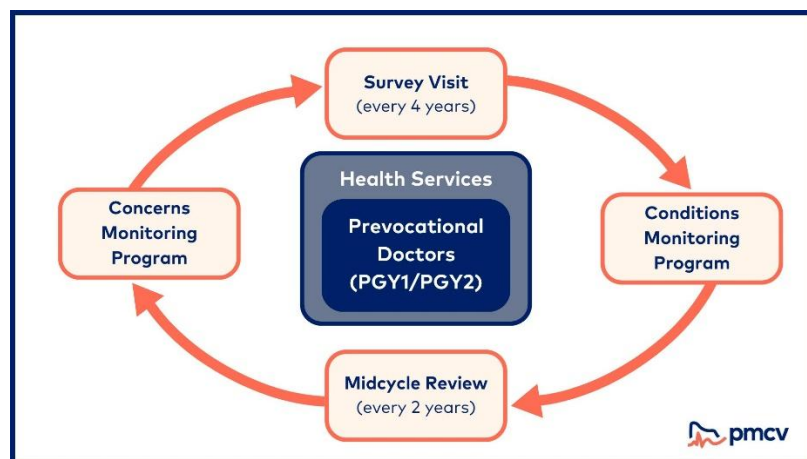 Survey Visit
(every 4 years)
Health Services
Prevocational
Doctors
(PGY1/PGY2)
Concerns
Monitoring
Program
Conditions
Monitoring
Program
Midcycle Review
(every 2 years)
pmcv